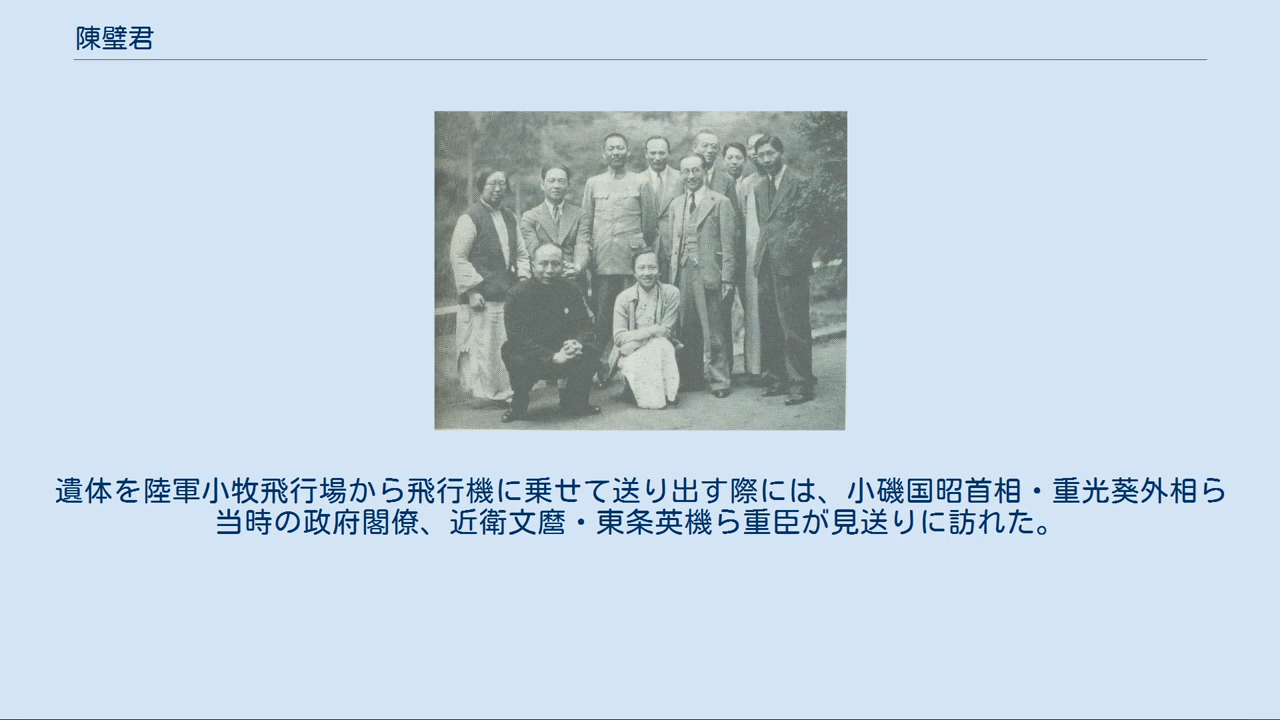 陳璧君
遺体を陸軍小牧飛行場から飛行機に乗せて送り出す際には、小磯国昭首相・重光葵外相ら
当時の政府閣僚、近衛文麿・東条英機ら重臣が見送りに訪れた。